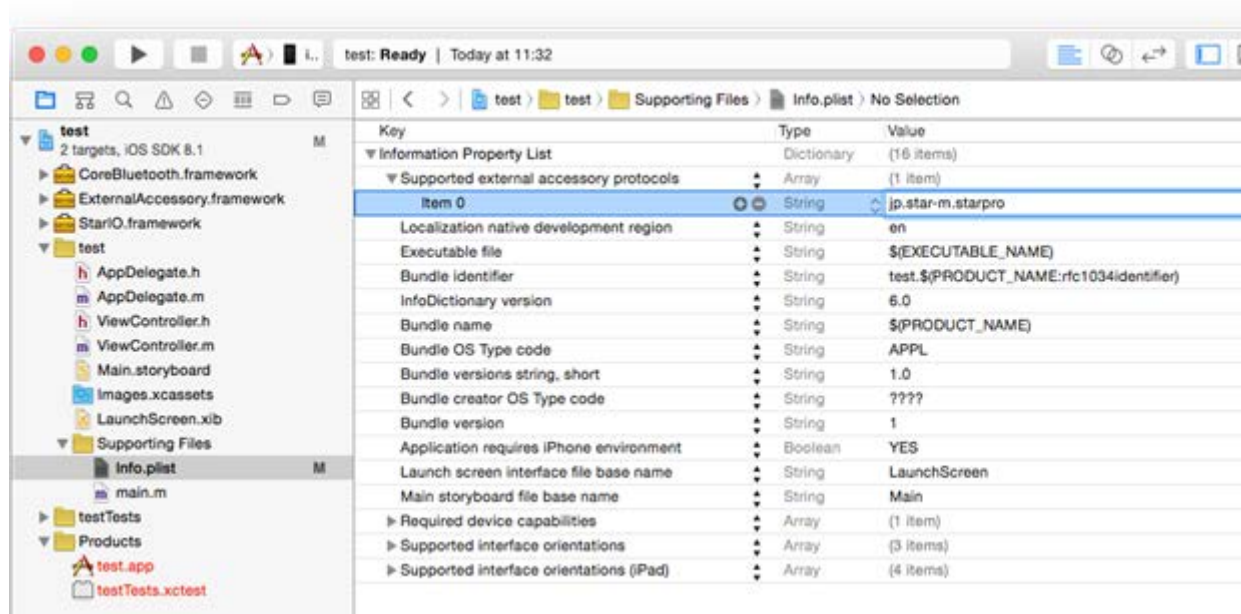 i.. test: Ready | Today at 11:32
test test Supporting Files Info.plist No Selection
test
2 targets, iOS SDK 8.1
M
CoreBluetooth.framework
ExternalAccessory.framework
StarIO.framework
test
h AppDelegate.h
m AppDelegate.m
h ViewController.h
m ViewController.m
Main.storyboard
Images.xcassets
LaunchScreen.xib
Supporting Files
Info.plist M
m main.m
testTests
Products
test.app
testTests.xctest
Key Type Value
Information Property List Dictionary (16 items)
Supported external accessory protocols Array (1 item)
Item 0 String jp.star-m.starpro
Localization native development region String en
Executable file String $(EXECUTABLE_NAME)
Bundle identifier String test.$(PRODUCT_NAME:rfc1034identifier)
InfoDictionary version String 6.0
Bundle name String $(PRODUCT_NAME)
Bundle OS Type code String APPL
Bundle versions string, short String 1.0
Bundle creator OS Type code String ????
Bundle version String 1
Application requires iPhone environment Boolean YES
Launch screen interface file base name String LaunchScreen
Main storyboard file base name String Main
Required device capabilities Array (1 item)
Supported interface orientations Array (3 items)
Supported interface orientations (iPad) Array (4 items)